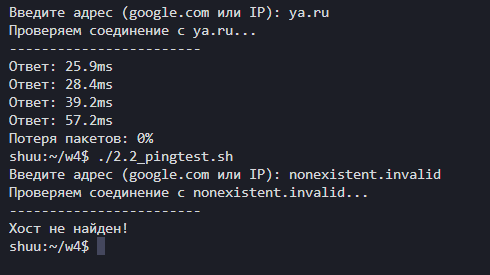 Введите адрес (google.com или IP): ya.ru
Проверяем соединение с ya.ru...
------------------------
Ответ: 25.9ms
Ответ: 28.4ms
Ответ: 39.2ms
Ответ: 57.2ms
Потеря пакетов: 0%
shuu:~/w4$ ./2.2_pingtest.sh
Введите адрес (google.com или IP): nonexistent.invalid
Проверяем соединение с nonexistent.invalid...
------------------------
Хост не найден!
shuu:~/w4$